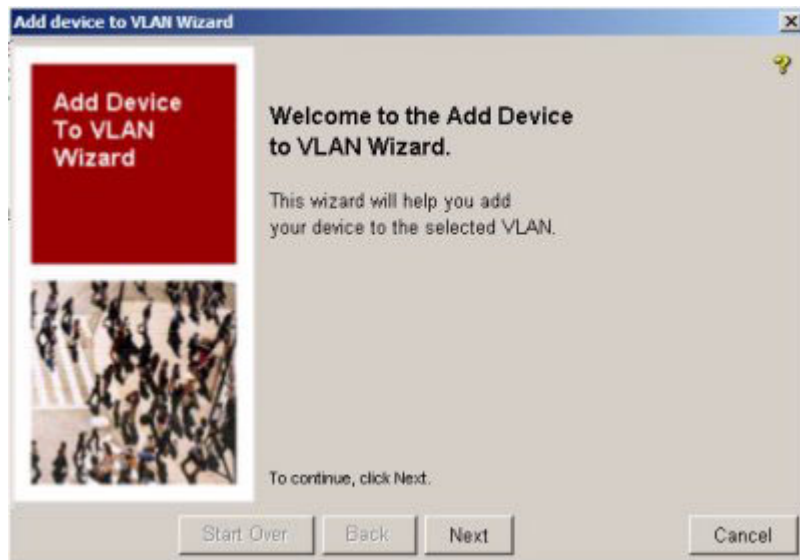 Add device to VLAN Wizard
Add Device
To VLAN
Wizard
Welcome to the Add Device
to VLAN Wizard.
This wizard will help you add
your device to the selected VLAN.
To continue, click Next.
Start Over
Back
Next
Cancel